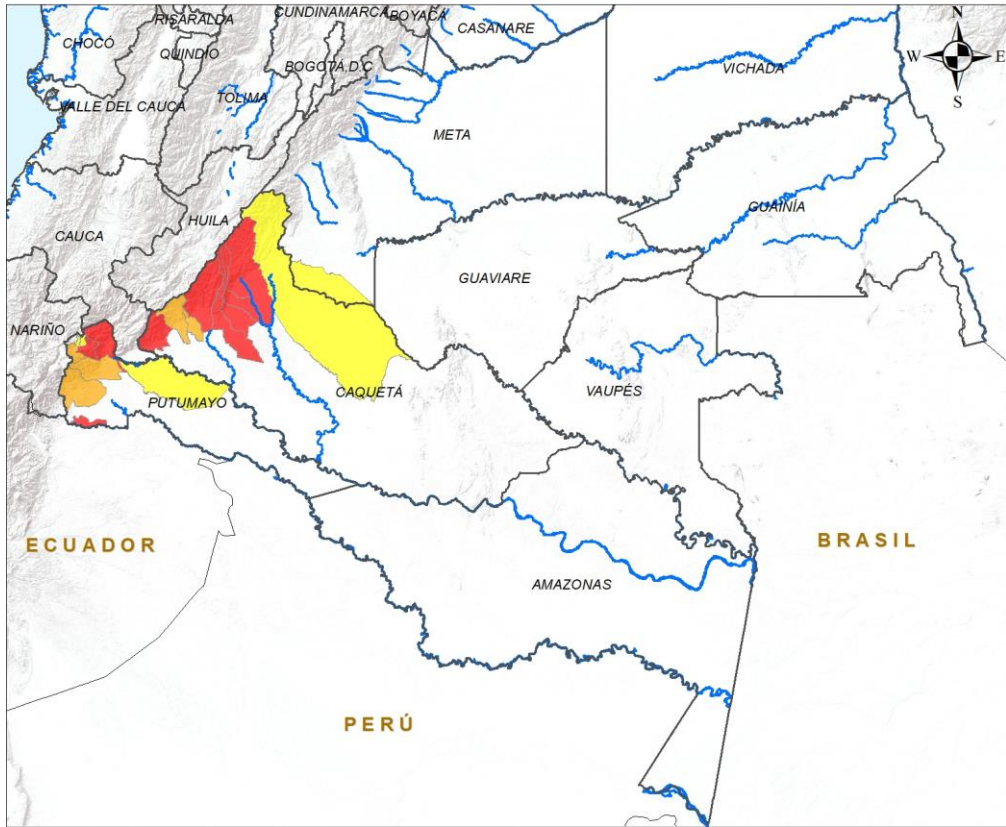 CUNDINAMARCA
BOYACÁ
RISARALDA
CASANARE
N
CHOCÓ
QUINDÍO
BOGOTÁ D.C
W
E
VICHADA
S
VALLE DEL CAUCA
TOLIMA
META
HUILA
GUAINÍA
CAUCA
GUAVIARE
NARIÑO
CAQUETÁ
VAUPÉS
PUTUMAYO
ECUADOR
BRASIL
AMAZONAS
PERÚ